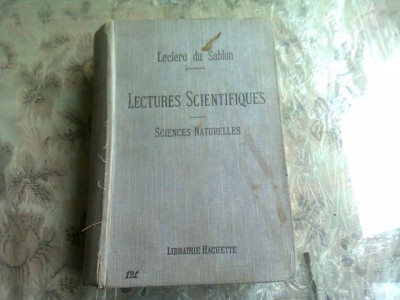 Leclerc du Sablon
LECTURES SCIENTIFIQUES
SCIENCES NATURELLES
LIBRAIRIE HACHETTE